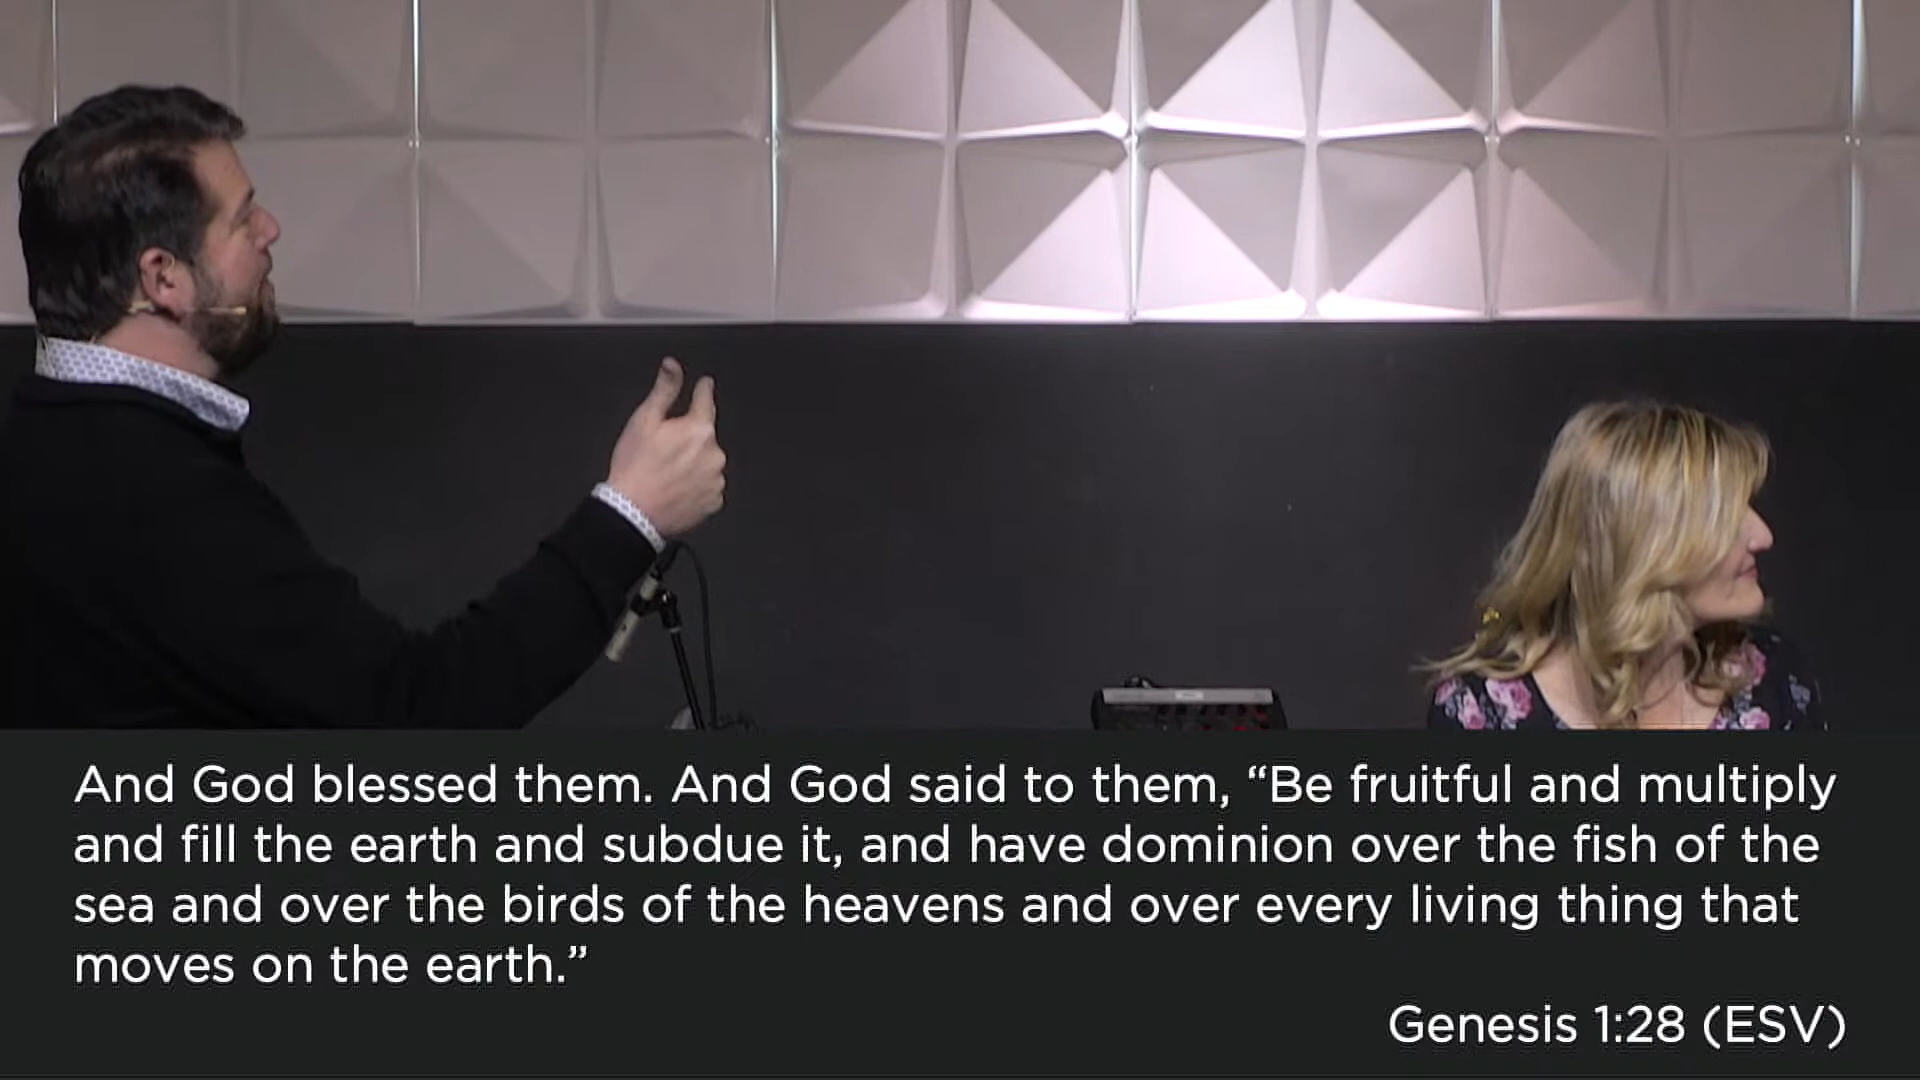 And God blessed them. And God said to them, “Be fruitful and multiply
and fill the earth and subdue it, and have dominion over the fish of the
sea and over the birds of the heavens and over every living thing that
moves on the earth.”
Genesis 1:28 (ESV)